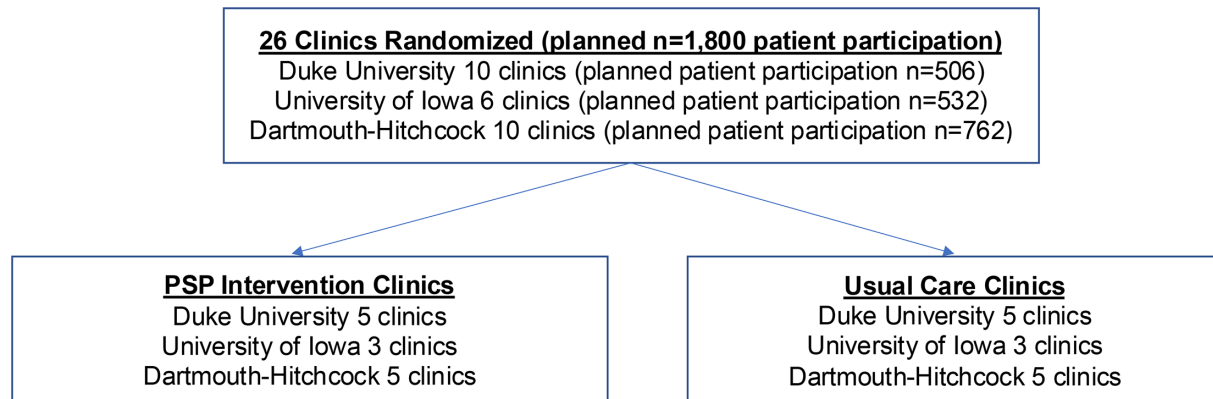 26 Clinics Randomized (planned n=1,800 patient participation)
Duke University 10 clinics (planned patient participation n=506)
University of Iowa 6 clinics (planned patient participation n=532)
Dartmouth-Hitchcock 10 clinics (planned patient participation n=762)
PSP Intervention Clinics
Duke University 5 clinics
University of Iowa 3 clinics
Dartmouth-Hitchcock 5 clinics
Usual Care Clinics
Duke University 5 clinics
University of Iowa 3 clinics
Dartmouth-Hitchcock 5 clinics